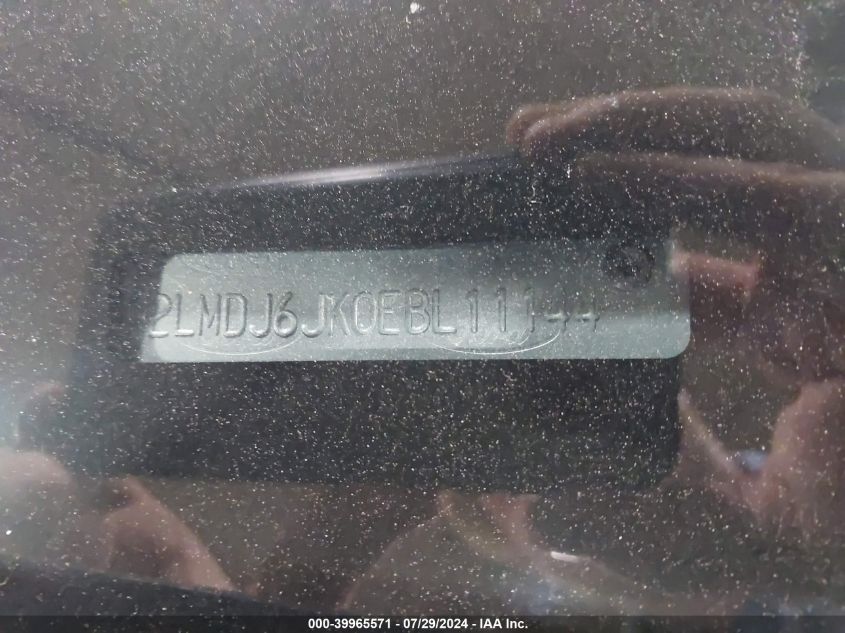 2LMDJ6JK0EBL11144
000-39965571 / 07/29/2024 - IAA Inc.